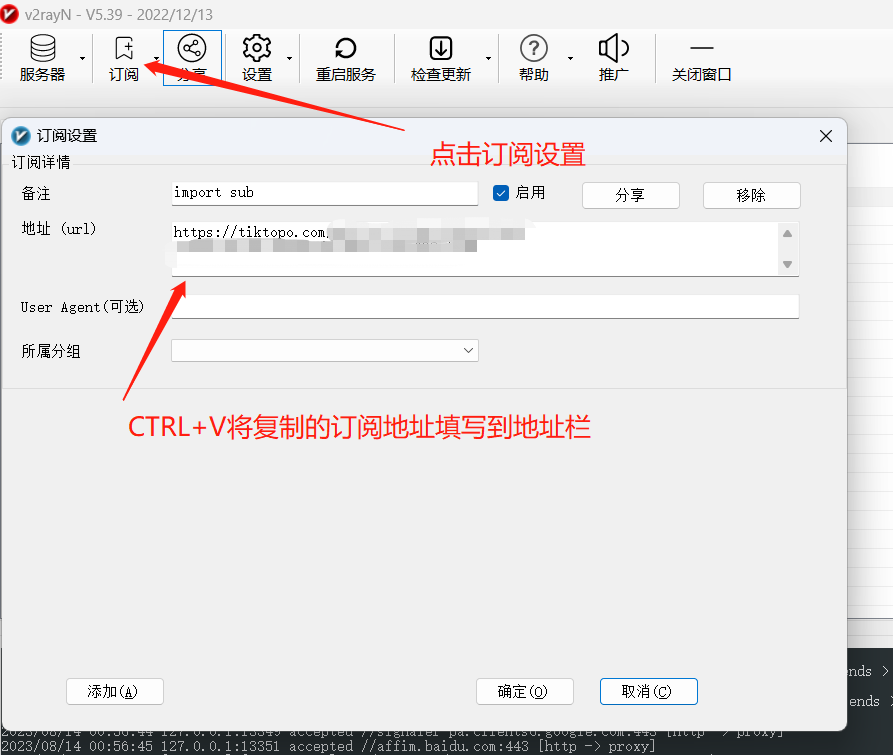 v2rayN - V5.39 - 2022/12/13
服务器 订阅 分享 设置 重启服务 检查更新 帮助 推广 关闭窗口
订阅设置
点击订阅设置
订阅详情
备注 import sub 启用 分享 移除
地址 (url) https://tiktopo.com/
User Agent(可选)
所属分组
CTRL+V将复制的订阅地址填写到地址栏
添加(A) 确定(O) 取消(C)
ends >
ends
2023/08/14 00:56:44 127.0.0.1:13349 accepted //signaler-pa.clients6.google.com:443 [http -> proxy]
2023/08/14 00:56:45 127.0.0.1:13351 accepted //affim.baidu.com:443 [http -> proxy]